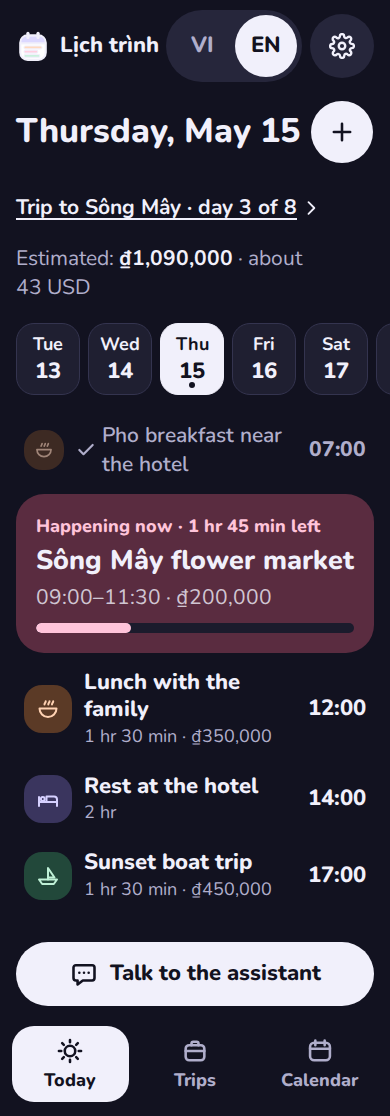 Lịch trình
VI
EN
Thursday, May 15
Trip to Sông Mây · day 3 of 8
Estimated: ₫1,090,000 · about
43 USD
Tue
13
Wed
14
Thu
15
Fri
16
Sat
17
Pho breakfast near
the hotel
07:00
Happening now · 1 hr 45 min left
Sông Mây flower market
09:00–11:30 · ₫200,000
Lunch with the
family
1 hr 30 min · ₫350,000
12:00
Rest at the hotel
2 hr
14:00
Sunset boat trip
1 hr 30 min · ₫450,000
17:00
Talk to the assistant
Today
Trips
Calendar